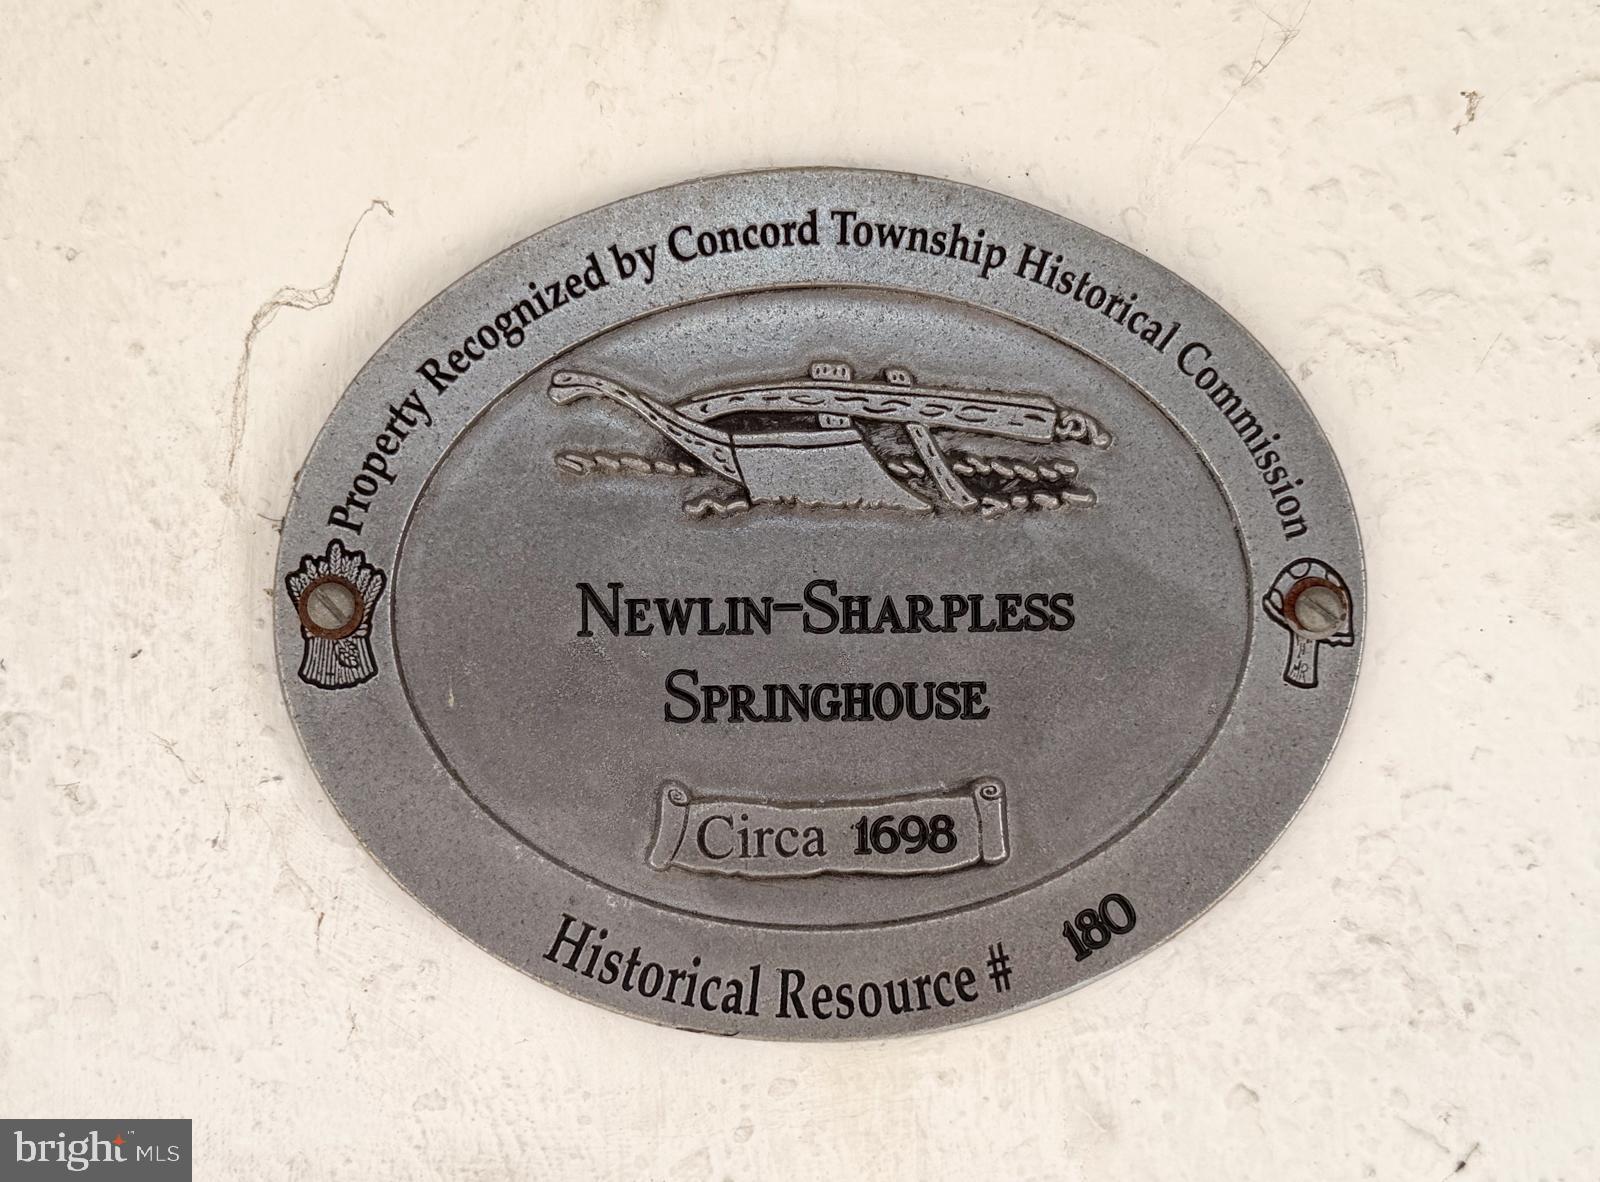 Property Recognized by Concord Township Historical Commission
Newlin-Sharpless
Springhouse
Circa 1698
Historical Resource # 180
bright MLS